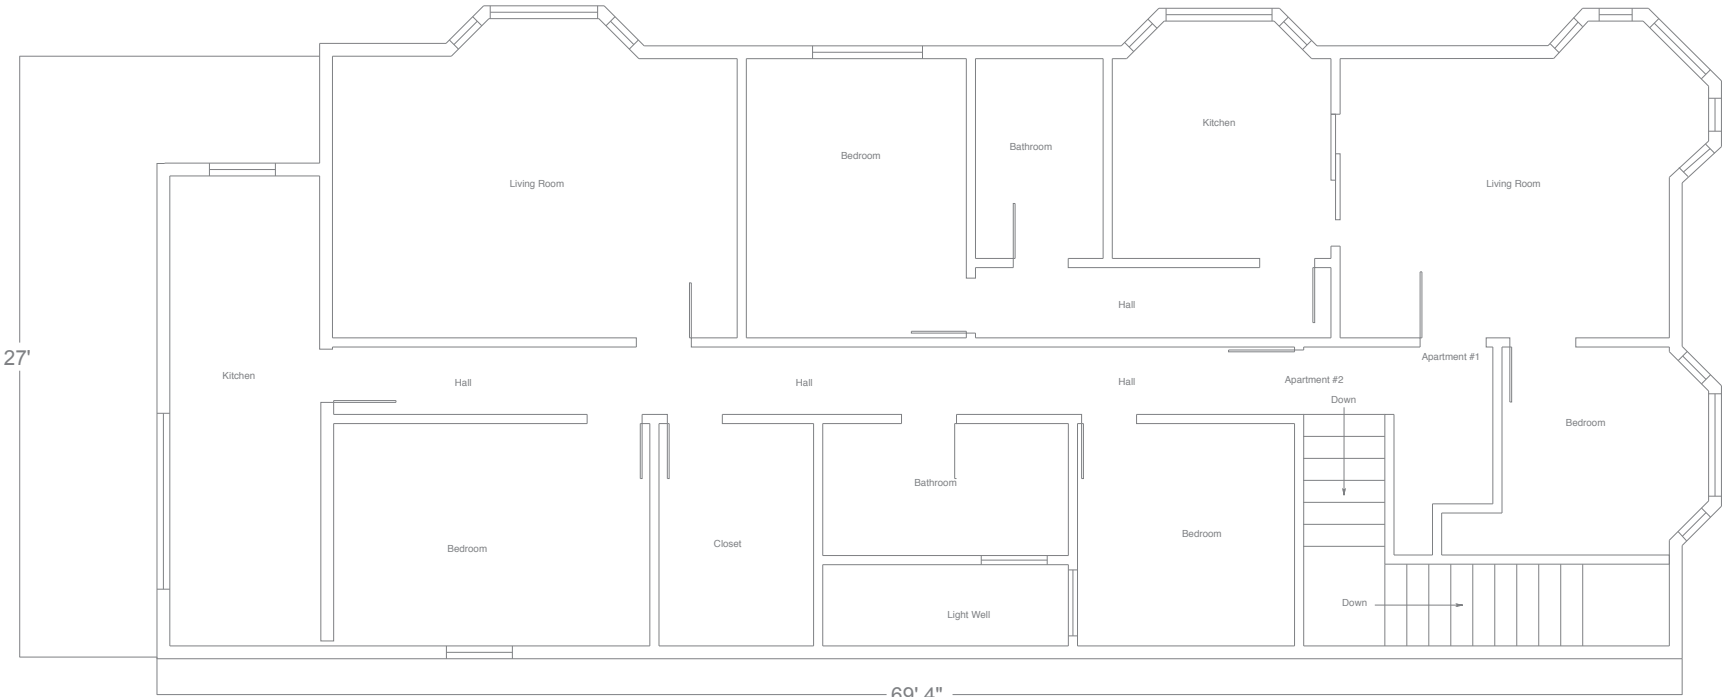 Kitchen
Bathroom
Bedroom
Living Room
Living Room
Hall
27'
Apartment #1
Kitchen
Hall
Hall
Hall
Apartment #2
Down
Bedroom
Bathroom
Bedroom
Closet
Bedroom
Down
Light Well
69' 4"